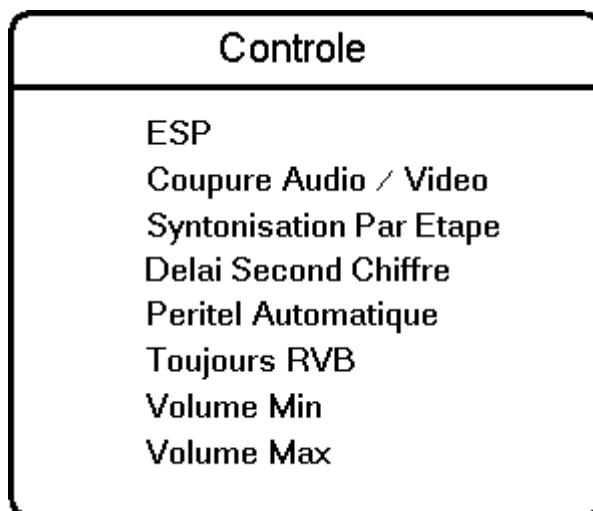 Controle
ESP
Coupure Audio / Video
Syntonisation Par Etape
Delai Second Chiffre
Peritel Automatique
Toujours RVB
Volume Min
Volume Max